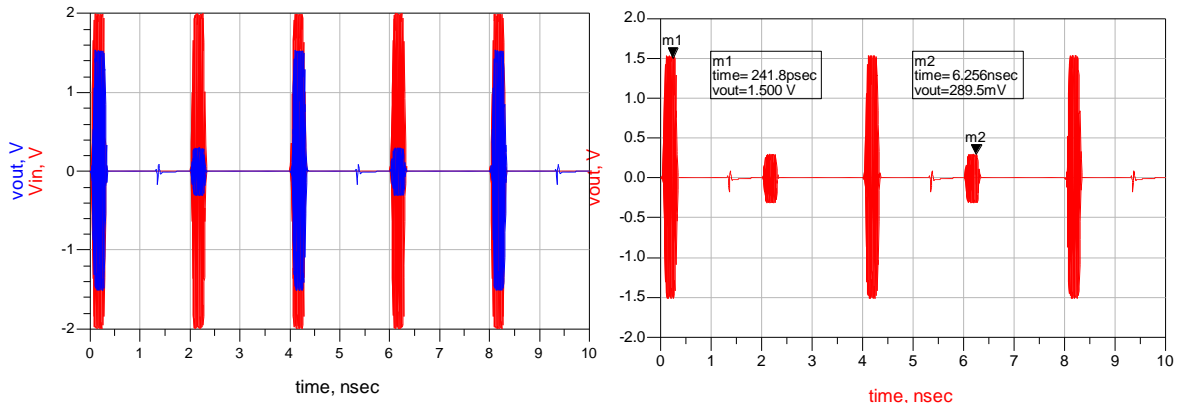 2
1
0
-1
-2
vout, V
Vin, V
0 1 2 3 4 5 6 7 8 9 10
time, nsec
2.0
1.5
1.0
0.5
0.0
-0.5
-1.0
-1.5
-2.0
vout, V
m1
m1
time= 241.8psec
vout=1.500 V
m2
time= 6.256nsec
vout=289.5mV
m2
0 1 2 3 4 5 6 7 8 9 10
time, nsec